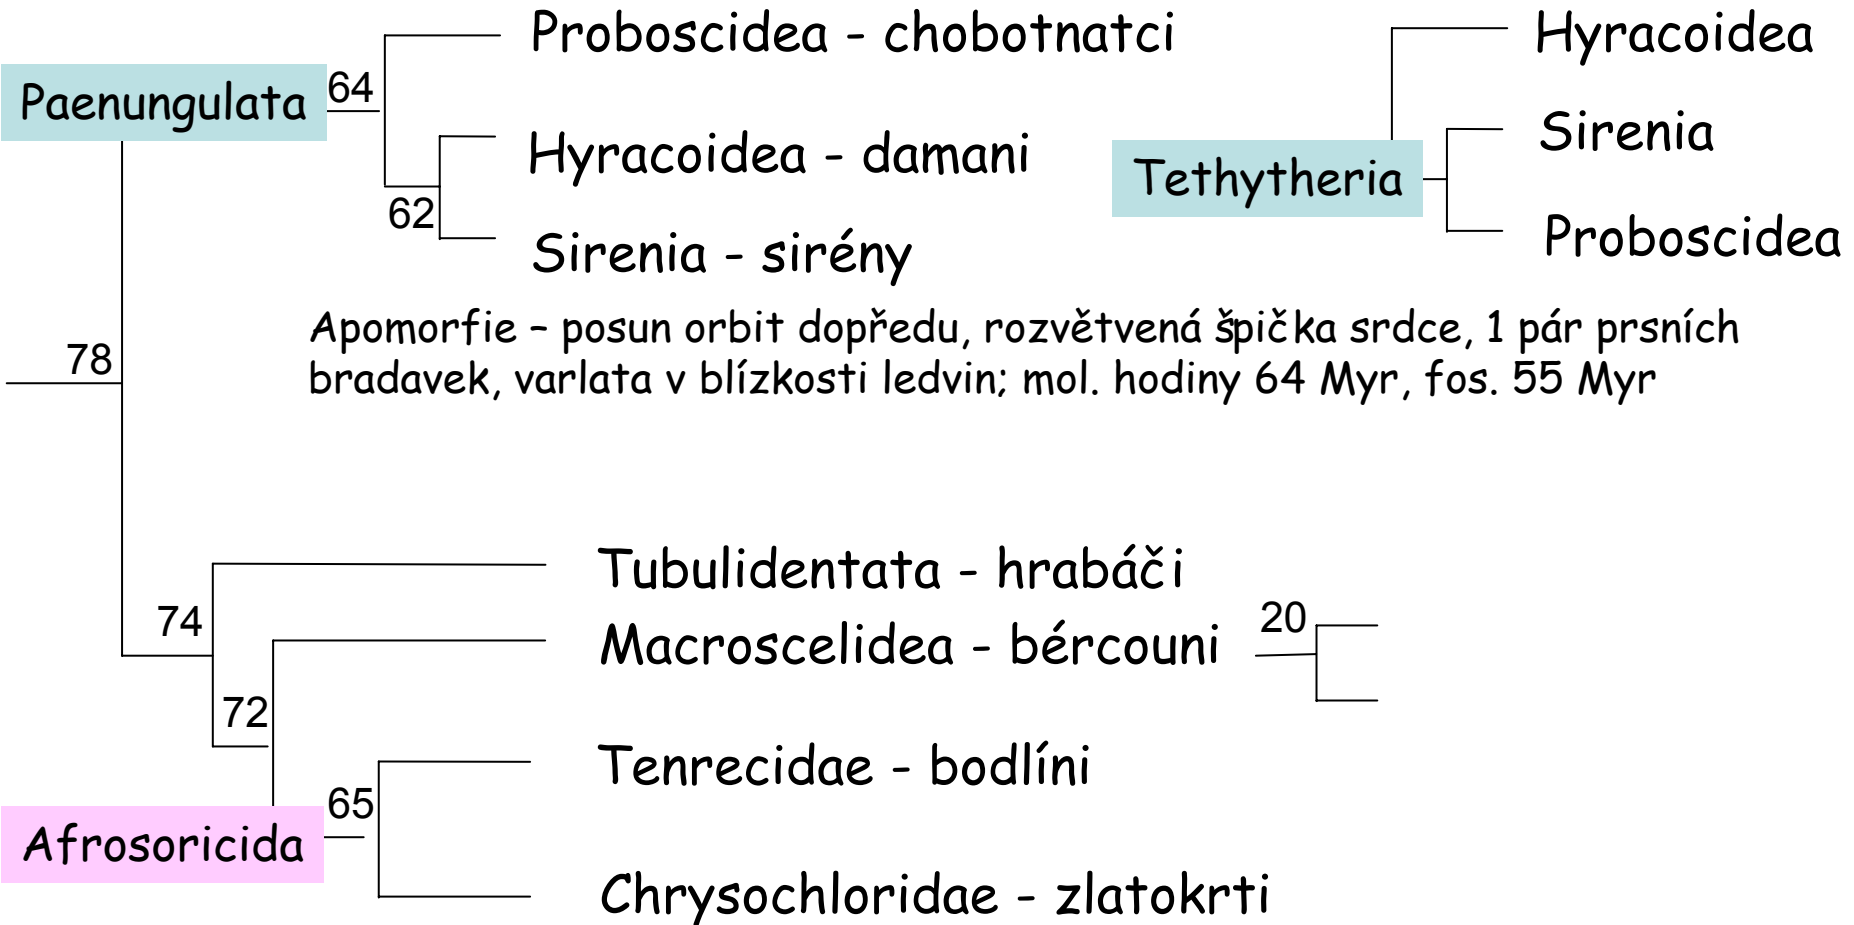 Proboscidea - chobotnatci
Hyracoidea
Paenungulata
64
Sirenia
Hyracoidea - damani
Tethytheria
62
Sirenia - sirény
Proboscidea
Apomorfie – posun orbit dopředu, rozvětvená špička srdce, 1 pár prsních
bradavek, varlata v blízkosti ledvin; mol. hodiny 64 Myr, fos. 55 Myr
78
Tubulidentata - hrabáči
74
Macroscelidea - bércouni
20
72
Tenrecidae - bodlíni
65
Afrosoricida
Chrysochloridae - zlatokrti